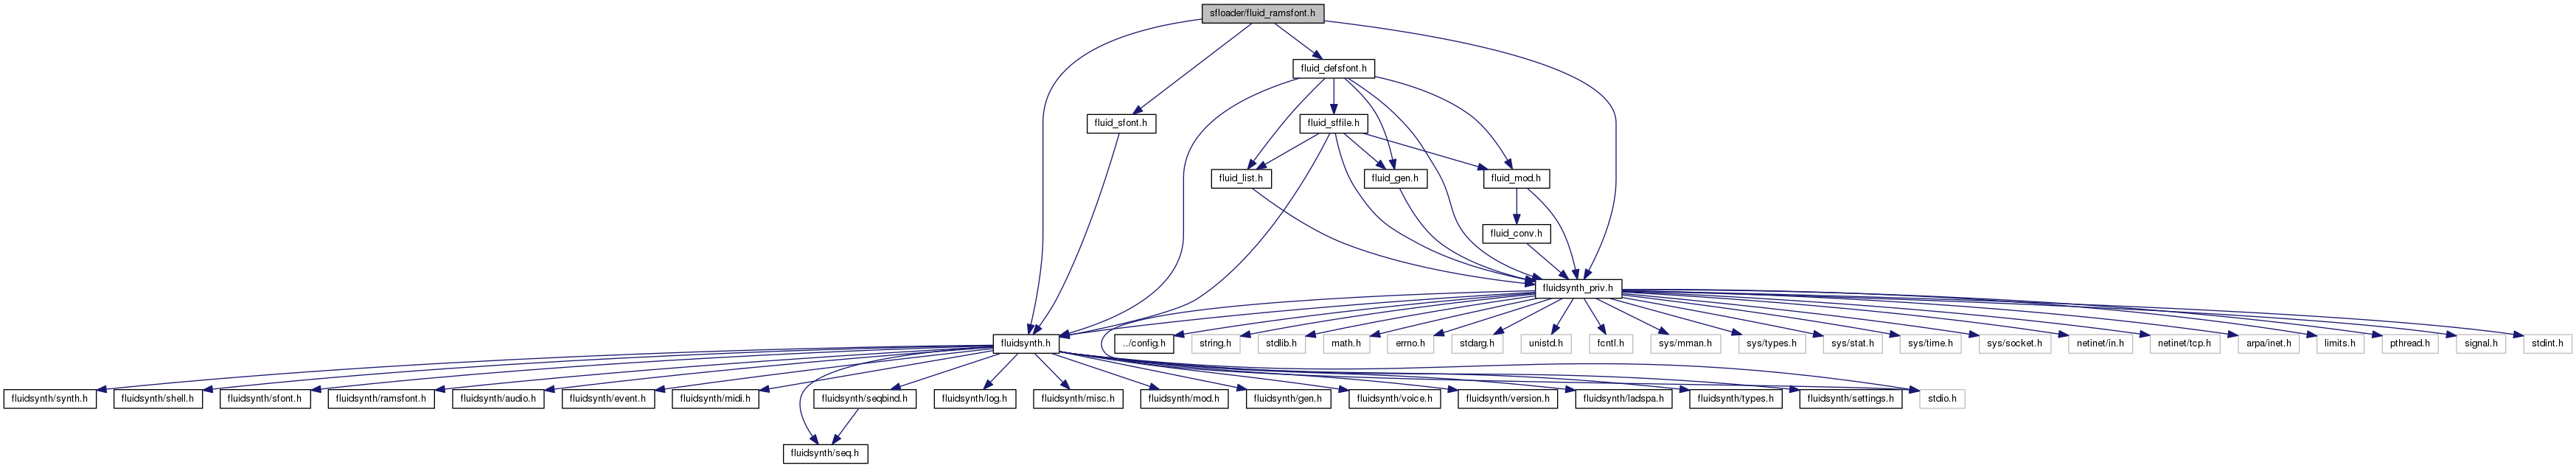 sfloader/fluid_ramsfont.h
fluid_defsfont.h
fluid_sfont.h
fluid_sffile.h
fluid_list.h
fluid_gen.h
fluid_mod.h
fluid_conv.h
fluidsynth_priv.h
fluidsynth.h
.../config.h
string.h
stdlib.h
math.h
errno.h
stdarg.h
unistd.h
fcntl.h
sys/mman.h
sys/types.h
sys/stat.h
sys/time.h
sys/socket.h
netinet/in.h
netinet/tcp.h
arpa/inet.h
limits.h
pthread.h
signal.h
stdint.h
fluidsynth/synth.h
fluidsynth/shell.h
fluidsynth/sfont.h
fluidsynth/ramsfont.h
fluidsynth/audio.h
fluidsynth/event.h
fluidsynth/midi.h
fluidsynth/seqbind.h
fluidsynth/log.h
fluidsynth/misc.h
fluidsynth/mod.h
fluidsynth/gen.h
fluidsynth/voice.h
fluidsynth/version.h
fluidsynth/ladspa.h
fluidsynth/types.h
fluidsynth/settings.h
stdio.h
fluidsynth/seq.h